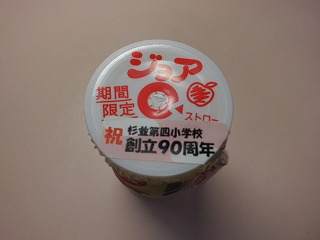 ジョア
期間
限定
ストロー
祝 杉並第四小学校
創立90周年